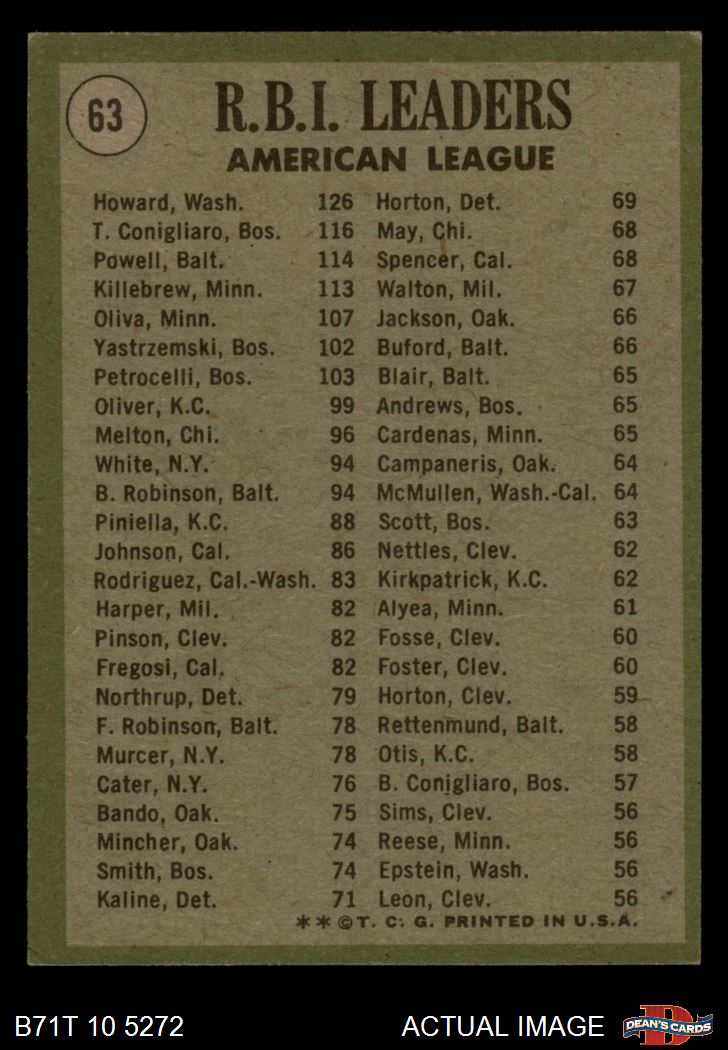 63
R.B.I. LEADERS
AMERICAN LEAGUE
Howard, Wash. 126
T. Conigliaro, Bos. 116
Powell, Balt. 114
Killebrew, Minn. 113
Oliva, Minn. 107
Yastrzemski, Bos. 102
Petrocelli, Bos. 103
Oliver, K.C. 99
Melton, Chi. 96
White, N.Y. 94
B. Robinson, Balt. 94
Piniella, K.C. 88
Johnson, Cal. 86
Rodriguez, Cal.-Wash. 83
Harper, Mil. 82
Pinson, Clev. 82
Fregosi, Cal. 82
Northrup, Det. 79
F. Robinson, Balt. 78
Murcer, N.Y. 78
Cater, N.Y. 76
Bando, Oak. 75
Mincher, Oak. 74
Smith, Bos. 74
Kaline, Det. 71
Horton, Det. 69
May, Chi. 68
Spencer, Cal. 68
Walton, Mil. 67
Jackson, Oak. 66
Buford, Balt. 66
Blair, Balt. 65
Andrews, Bos. 65
Cardenas, Minn. 65
Campaneris, Oak. 64
McMullen, Wash.-Cal. 64
Scott, Bos. 63
Nettles, Clev. 62
Kirkpatrick, K.C. 62
Alyea, Minn. 61
Fosse, Clev. 60
Foster, Clev. 60
Horton, Clev. 59
Rettenmund, Balt. 58
Otis, K.C. 58
B. Conigliaro, Bos. 57
Sims, Clev. 56
Reese, Minn. 56
Epstein, Wash. 56
Leon, Clev. 56
**©T. C. G. PRINTED IN U.S.A.
B71T 10 5272
ACTUAL IMAGE
D
DEAN'S CARDS